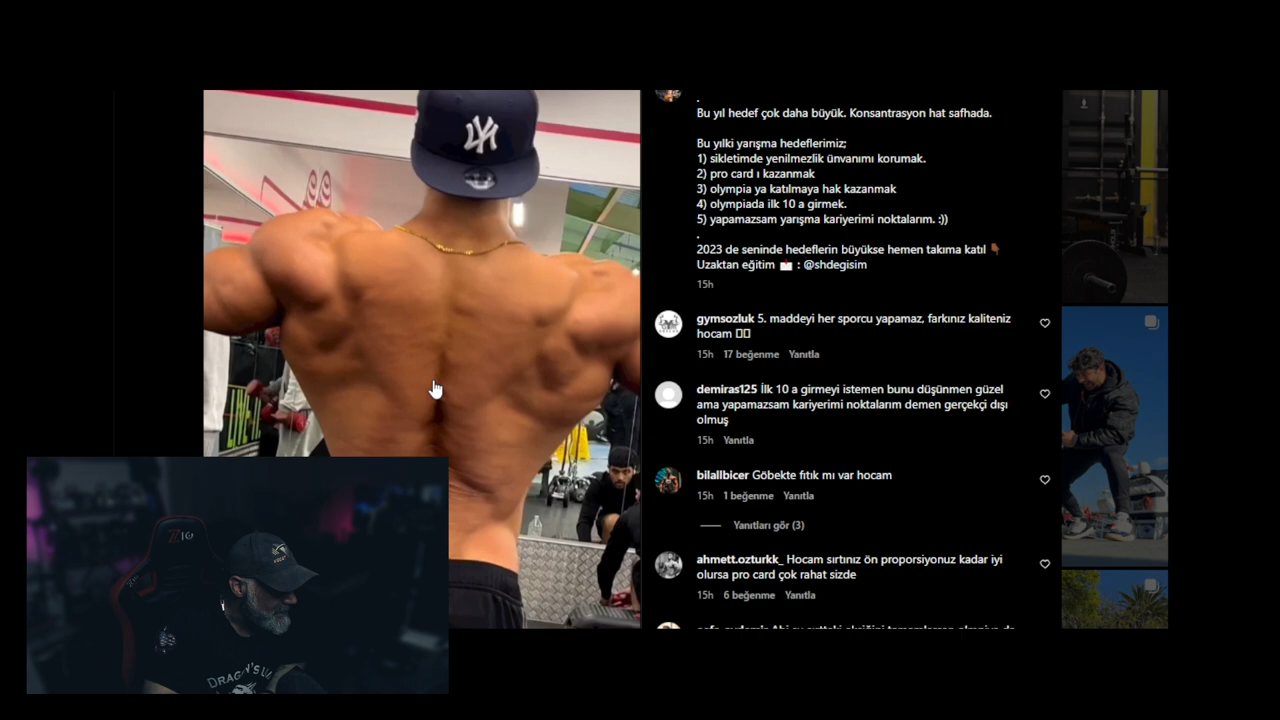 .
Bu yıl hedef çok daha büyük. Konsantrasyon hat safhada.
Bu yılki yarışma hedeflerimiz;
1) sikletimde yenilmezlik ünvanımı korumak.
2) pro card ı kazanmak
3) olympia ya katılmaya hak kazanmak
4) olympiada ilk 10 a girmek.
5) yapamazsam yarışma kariyerimi noktalarım. :))
.
2023 de seninde hedeflerin büyükse hemen takıma katıl 👇🏾
Uzaktan eğitim 📩 : @shdegisim
15h
gymsozluk 5. maddeyi her sporcu yapamaz, farkınız kaliteniz
hocam
15h 17 beğenme Yanıtla
demiras125 İlk 10 a girmeyi istemen bunu düşünmen güzel
ama yapamazsam kariyerimi noktalarım demen gerçekçi dışı
olmuş
15h Yanıtla
bilallbicer Göbekte fıtık mı var hocam
15h 1 beğenme Yanıtla
Yanıtları gör (3)
ahmett.ozturkk_ Hocam sırtınız ön proporsiyonuz kadar iyi
olursa pro card çok rahat sizde
15h 6 beğenme Yanıtla
NY
LIVE
DRAGON'S